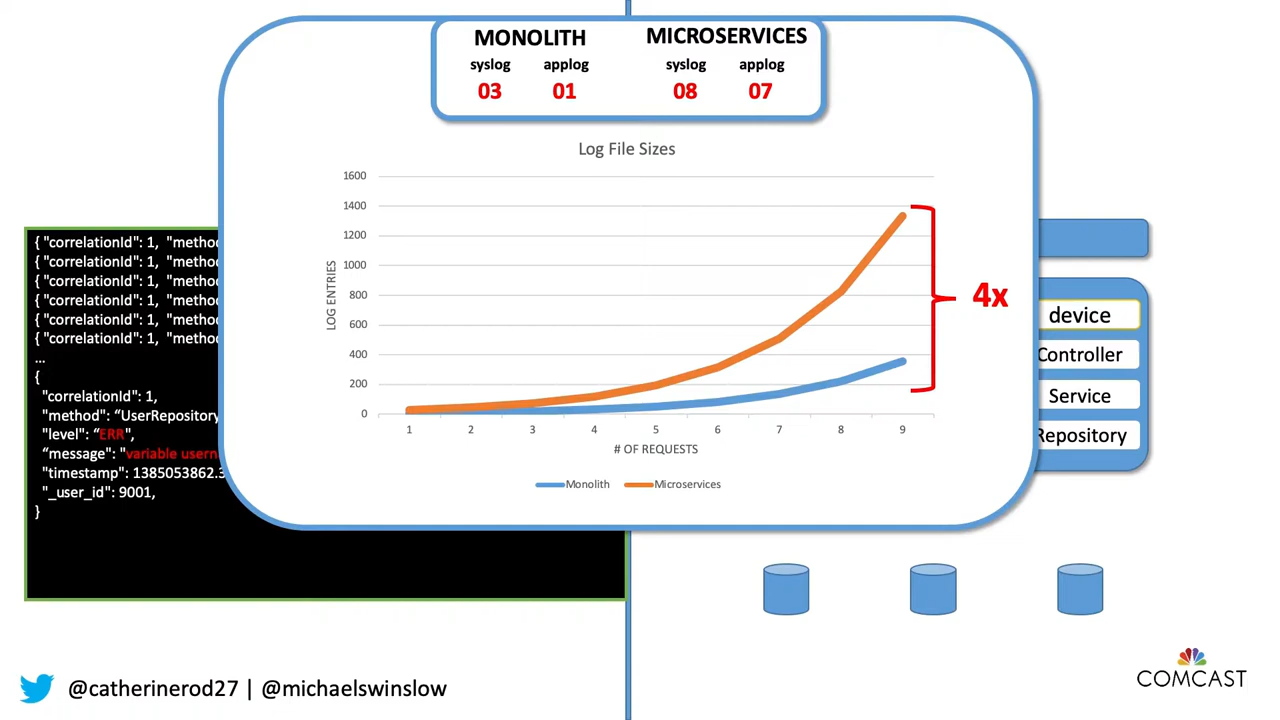 MONOLITH MICROSERVICES
syslog applog syslog applog
03 01 08 07
Log File Sizes
1600
1400
1200
1000
800
600
400
200
0
LOG ENTRIES
1 2 3 4 5 6 7 8 9
# OF REQUESTS
Monolith Microservices
4x
{ "correlationId": 1, "metho
{ "correlationId": 1, "metho
{ "correlationId": 1, "metho
{ "correlationId": 1, "metho
{ "correlationId": 1, "metho
{ "correlationId": 1, "metho
...
{
"correlationId": 1,
"method": “UserRepository
"level": “ERR",
“message": "variable usern
"timestamp": 1385053862.3
"_user_id": 9001,
}
device
Controller
Service
Repository
@catherinerod27 | @michaelswinslow
COMCAST